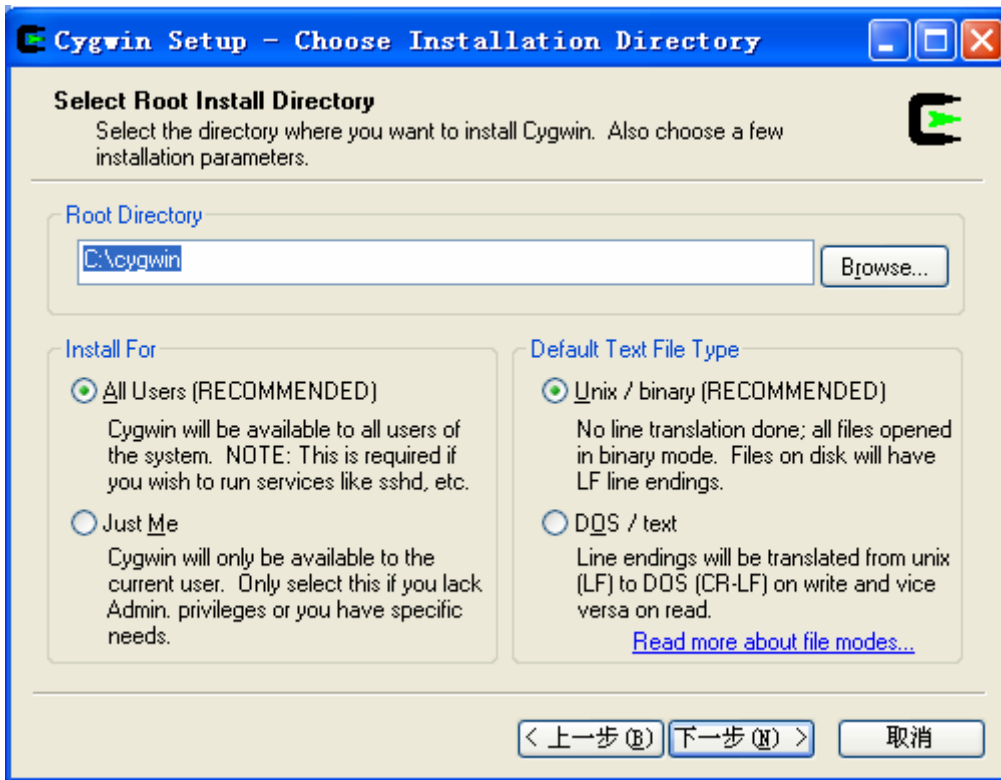 Cygwin Setup - Choose Installation Directory
Select Root Install Directory
Select the directory where you want to install Cygwin. Also choose a few
installation parameters.
Root Directory
C:\cygwin
Browse...
Install For
All Users (RECOMMENDED)
Cygwin will be available to all users of
the system. NOTE: This is required if
you wish to run services like sshd, etc.
Just Me
Cygwin will only be available to the
current user. Only select this if you lack
Admin. privileges or you have specific
needs.
Default Text File Type
Unix / binary (RECOMMENDED)
No line translation done; all files opened
in binary mode. Files on disk will have
LF line endings.
DOS / text
Line endings will be translated from unix
(LF) to DOS (CR-LF) on write and vice
versa on read.
Read more about file modes...
< 上一步(B)
下一步(N) >
取消